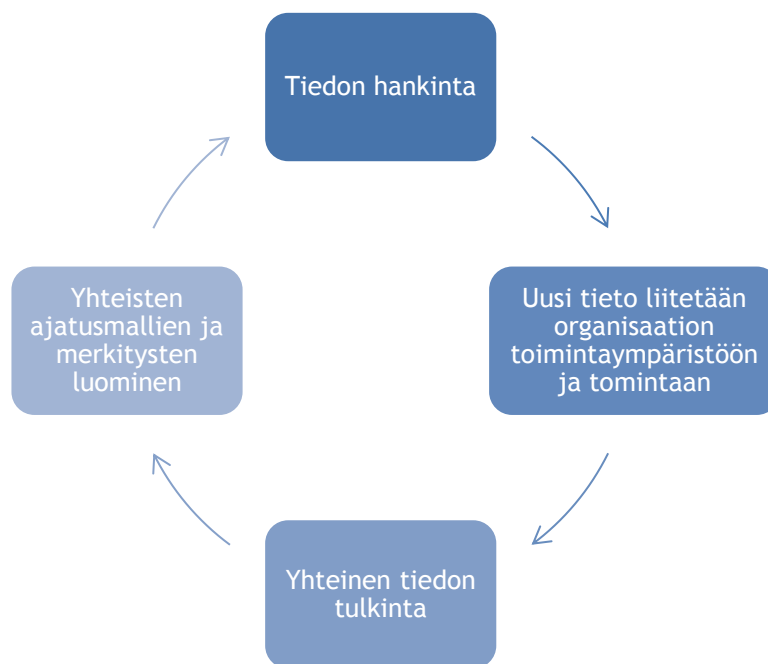 Tiedon hankinta
Uusi tieto liitetään
organisaation
toimintaympäristöön
ja tomintaan
Yhteinen tiedon
tulkinta
Yhteisten
ajatusmallien ja
merkitysten
luominen